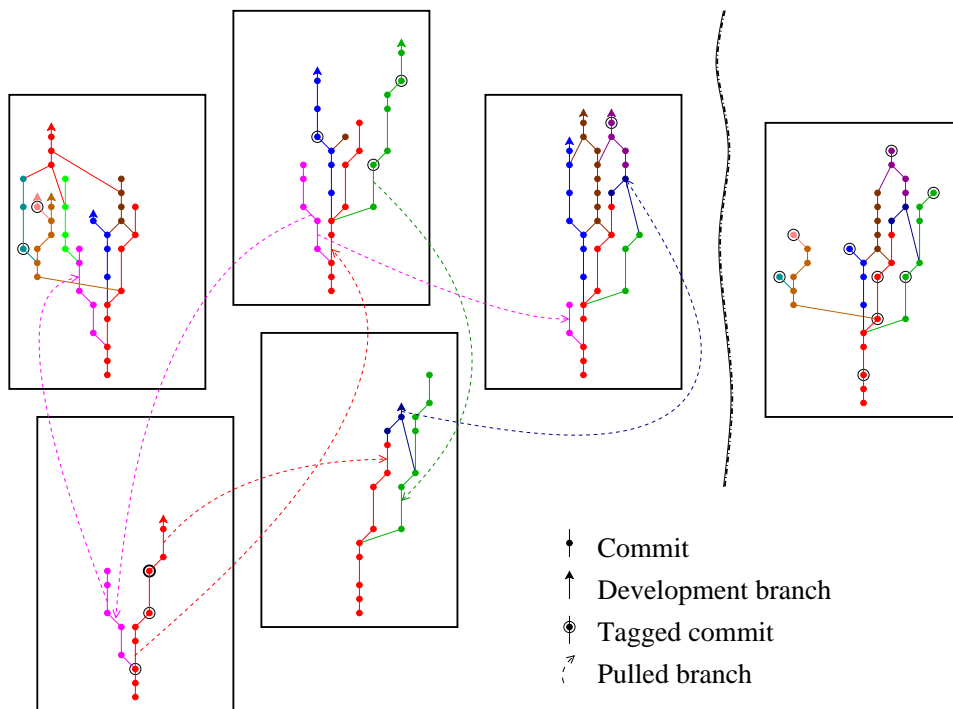 Commit
Development branch
Tagged commit
Pulled branch